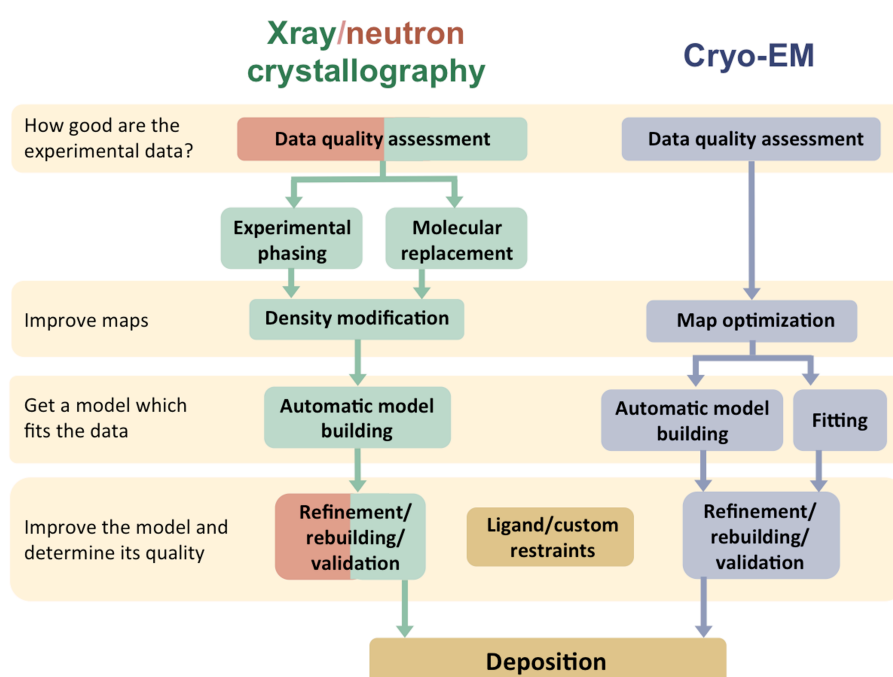 Xray/neutron
crystallography
Cryo-EM
How good are the
experimental data?
Data quality assessment
Data quality assessment
Experimental
phasing
Molecular
replacement
Improve maps
Density modification
Map optimization
Get a model which
fits the data
Automatic model
building
Automatic model
building
Fitting
Improve the model and
determine its quality
Refinement/
rebuilding/
validation
Ligand/custom
restraints
Refinement/
rebuilding/
validation
Deposition